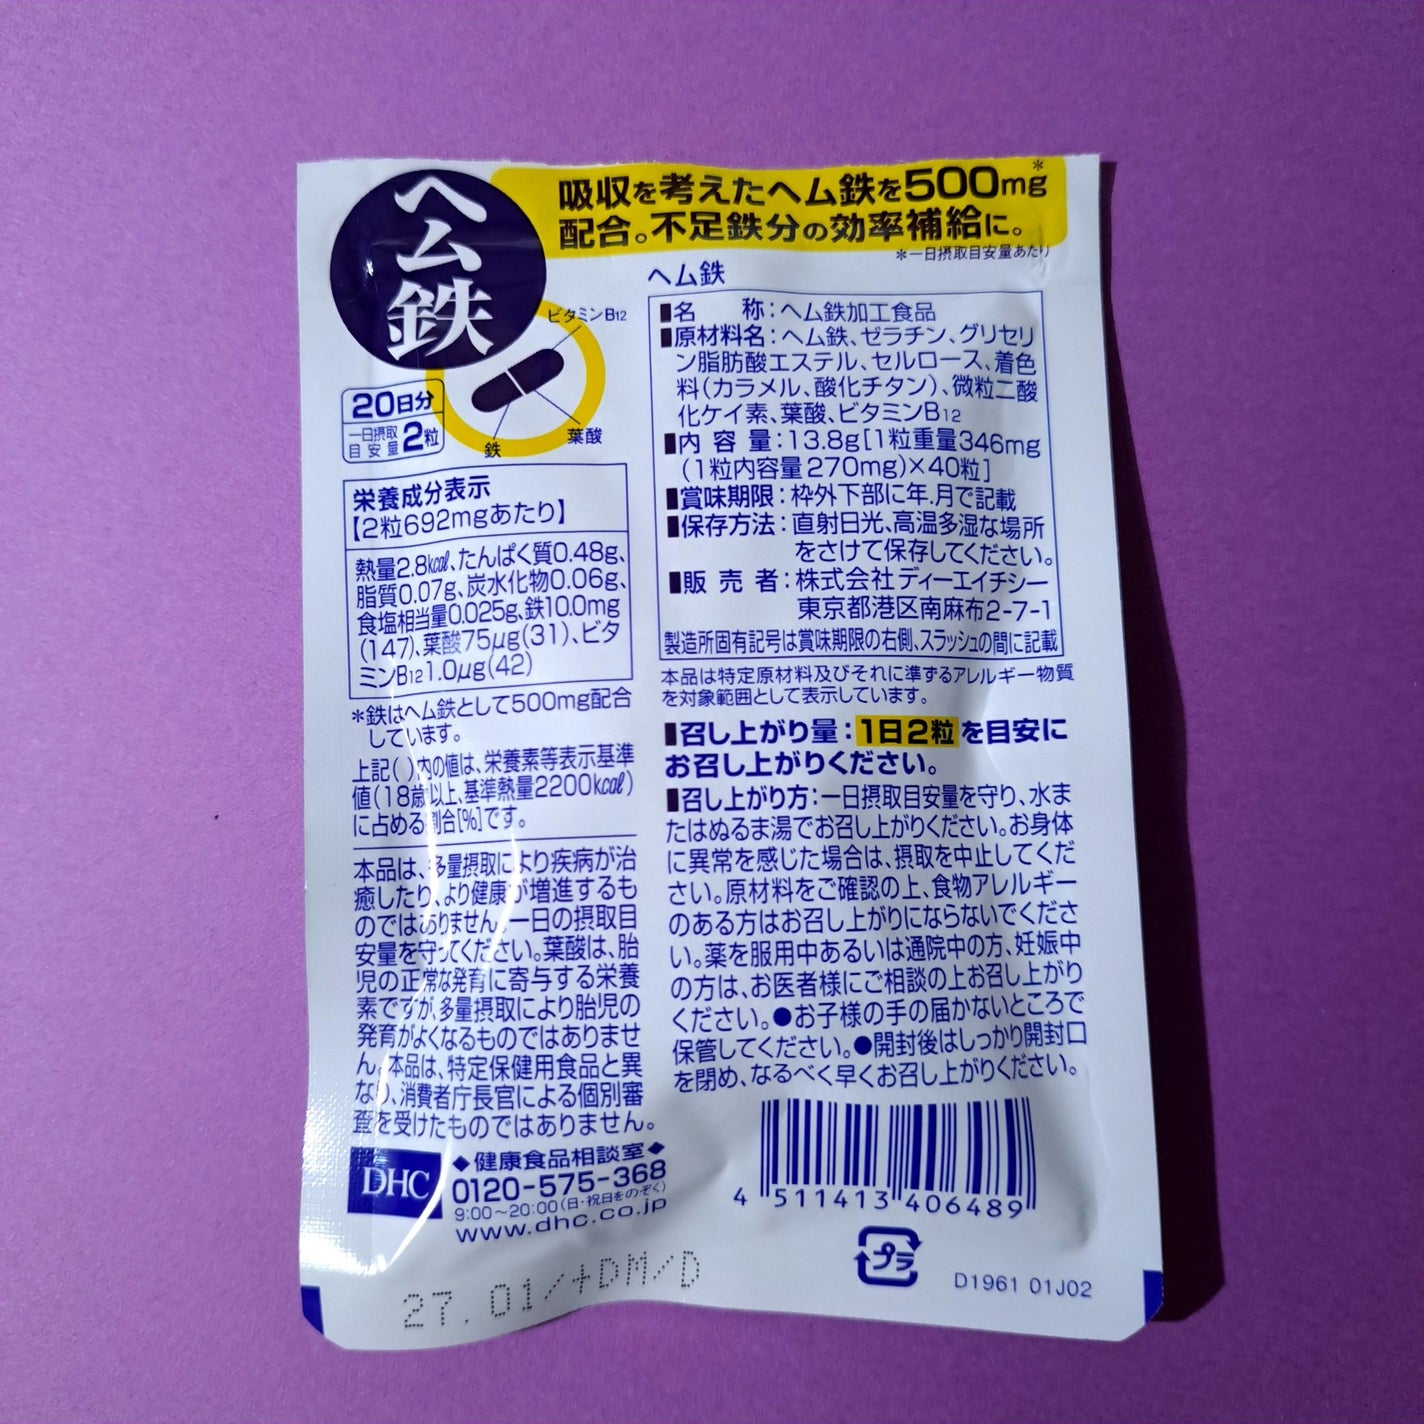 ヘム鉄
吸収を考えたヘム鉄を500mg*
配合。不足鉄分の効率補給に。
*一日摂取目安量あたり
ビタミンB12
鉄
葉酸
20日分
一日摂取
目安量 2粒
栄養成分表示
【2粒692mgあたり】
熱量2.8kcal、たんぱく質0.48g、
脂質0.07g、炭水化物0.06g、
食塩相当量0.025g、鉄10.0mg
(147)、葉酸75μg(31)、ビタ
ミンB12 1.0μg(42)
*鉄はヘム鉄として500mg配合
しています。
上記( )内の値は、栄養素等表示基準
値(18歳以上、基準熱量2200kcal)
に占める割合[%]です。
本品は、多量摂取により疾病が治
癒したり、より健康が増進するも
のではありません。一日の摂取目
安量を守ってください。葉酸は、胎
児の正常な発育に寄与する栄養
素ですが、多量摂取により胎児の
発育がよくなるものではありませ
ん。本品は、特定保健用食品と異
なり、消費者庁長官による個別審
査を受けたものではありません。
DHC
◆健康食品相談室◆
0120-575-368
9:00〜20:00(日・祝日をのぞく)
www.dhc.co.jp
ヘム鉄
■名　称:ヘム鉄加工食品
■原材料名:ヘム鉄、ゼラチン、グリセリ
ン脂肪酸エステル、セルロース、着色
料(カラメル、酸化チタン)、微粒二酸
化ケイ素、葉酸、ビタミンB12
■内容量:13.8g[1粒重量346mg
(1粒内容量270mg)×40粒]
■賞味期限:枠外下部に年.月で記載
■保存方法:直射日光、高温多湿な場所
をさけて保存してください。
■販売者:株式会社ディーエイチシー
東京都港区南麻布2-7-1
製造所固有記号は賞味期限の右側、スラッシュの間に記載
本品は特定原材料及びそれに準ずるアレルギー物質
を対象範囲として表示しています。
■召し上がり量:1日2粒を目安に
お召し上がりください。
■召し上がり方:一日摂取目安量を守り、水ま
たはぬるま湯でお召し上がりください。お身体
に異常を感じた場合は、摂取を中止してくだ
さい。原材料をご確認の上、食物アレルギー
のある方はお召し上がりにならないでくださ
い。薬を服用中あるいは通院中の方、妊娠中
の方は、お医者様にご相談の上お召し上がり
ください。●お子様の手の届かないところで
保管してください。●開封後はしっかり開封口
を閉め、なるべく早くお召し上がりください。
4 511413 406489
プラ
D1961 01J02
27. 01/+DM/D